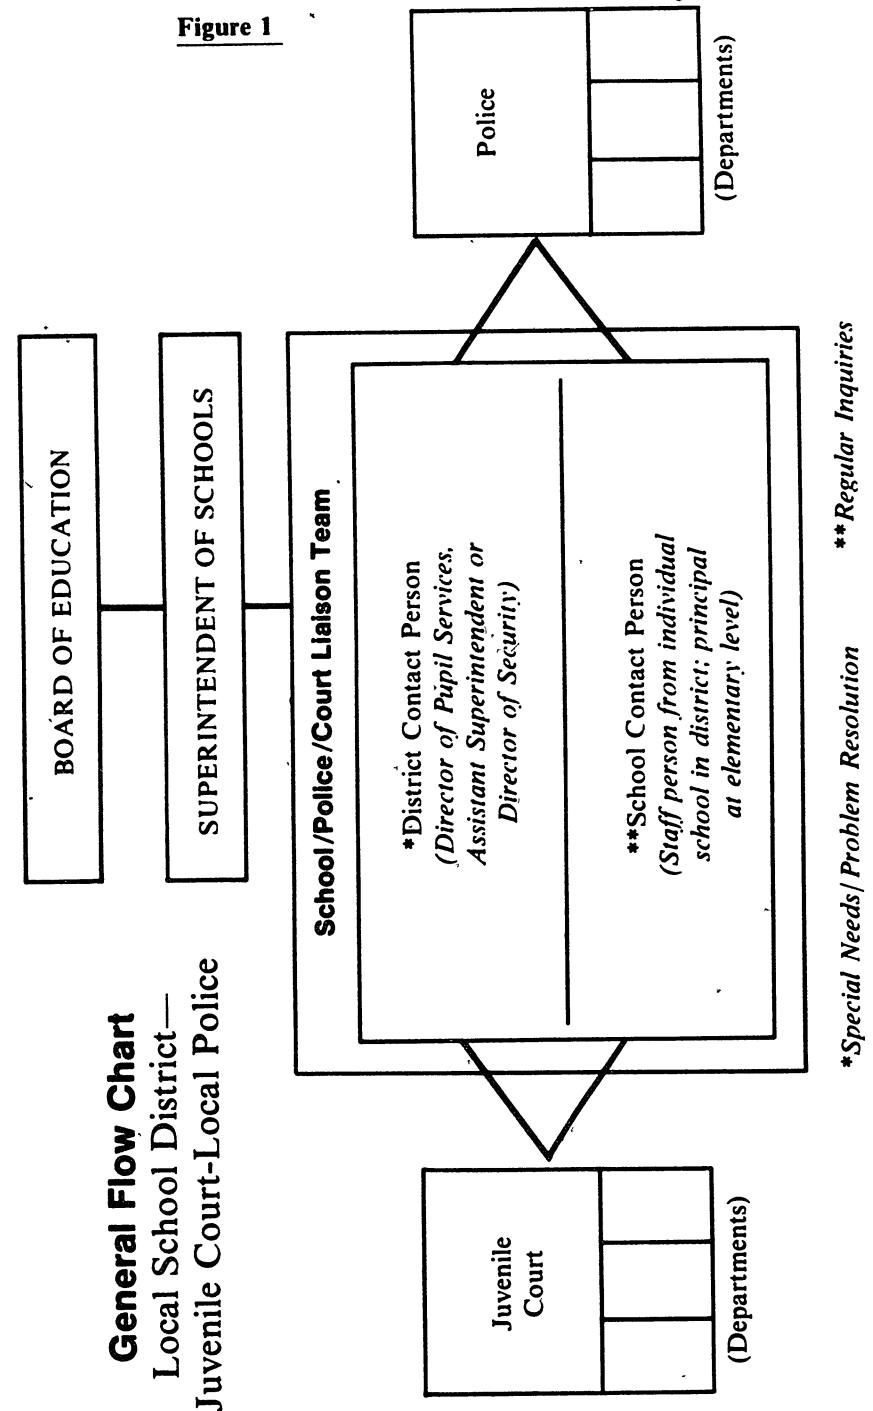 Figure 1
General Flow Chart
Local School District—
Juvenile Court-Local Police
BOARD OF EDUCATION
SUPERINTENDENT OF SCHOOLS
School/Police/Court Liaison Team
*District Contact Person
(Director of Pupil Services,
Assistant Superintendent or
Director of Security)
**School Contact Person
(Staff person from individual
school in district; principal
at elementary level)
Juvenile
Court
(Departments)
Police
(Departments)
*Special Needs/Problem Resolution
**Regular Inquiries